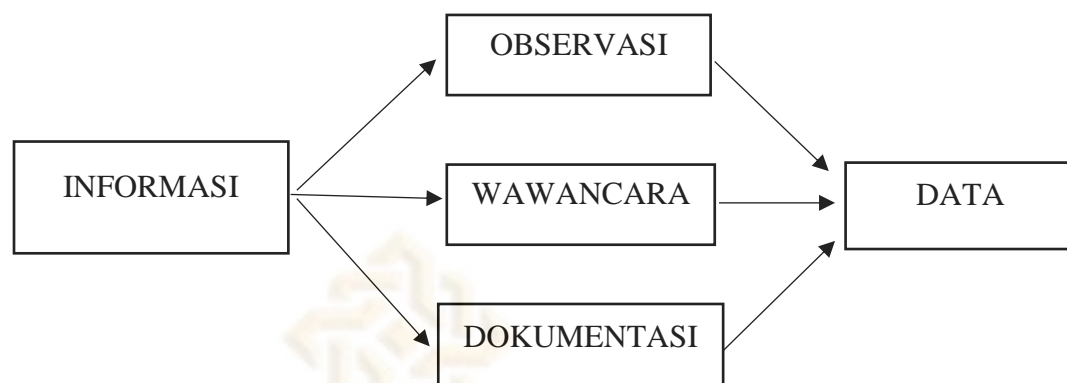 OBSERVASI
INFORMASI
WAWANCARA
DATA
DOKUMENTASI